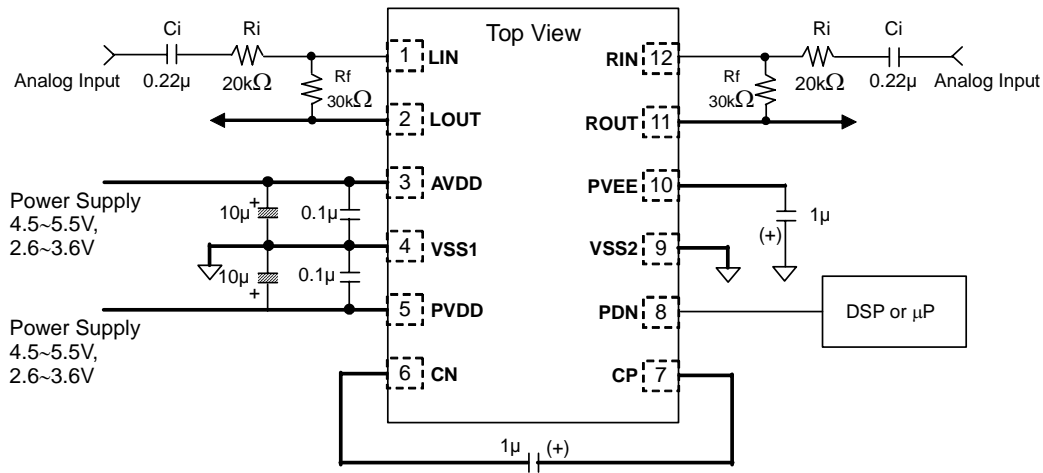 Top View
Ci
Ri
1
LIN
RIN
12
Ri
Ci
Analog Input
0.22µ
20kΩ
Rf
30kΩ
Rf
30kΩ
20kΩ
0.22µ
Analog Input
2
LOUT
ROUT
11
3
AVDD
PVEE
10
Power Supply
4.5~5.5V,
2.6~3.6V
10µ
+
0.1µ
1µ
(+)
4
VSS1
VSS2
9
10µ
+
0.1µ
5
PVDD
PDN
8
DSP or µP
Power Supply
4.5~5.5V,
2.6~3.6V
6
CN
CP
7
1µ
(+)